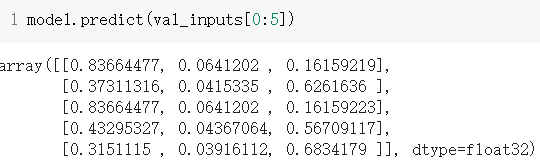 1 model.predict(val_inputs[0:5])
array([[0.83664477, 0.0641202 , 0.16159219],
[0.37311316, 0.0415335 , 0.6261636 ],
[0.83664477, 0.0641202 , 0.16159223],
[0.43295327, 0.04367064, 0.56709117],
[0.3151115 , 0.03916112, 0.6834179 ]], dtype=float32)